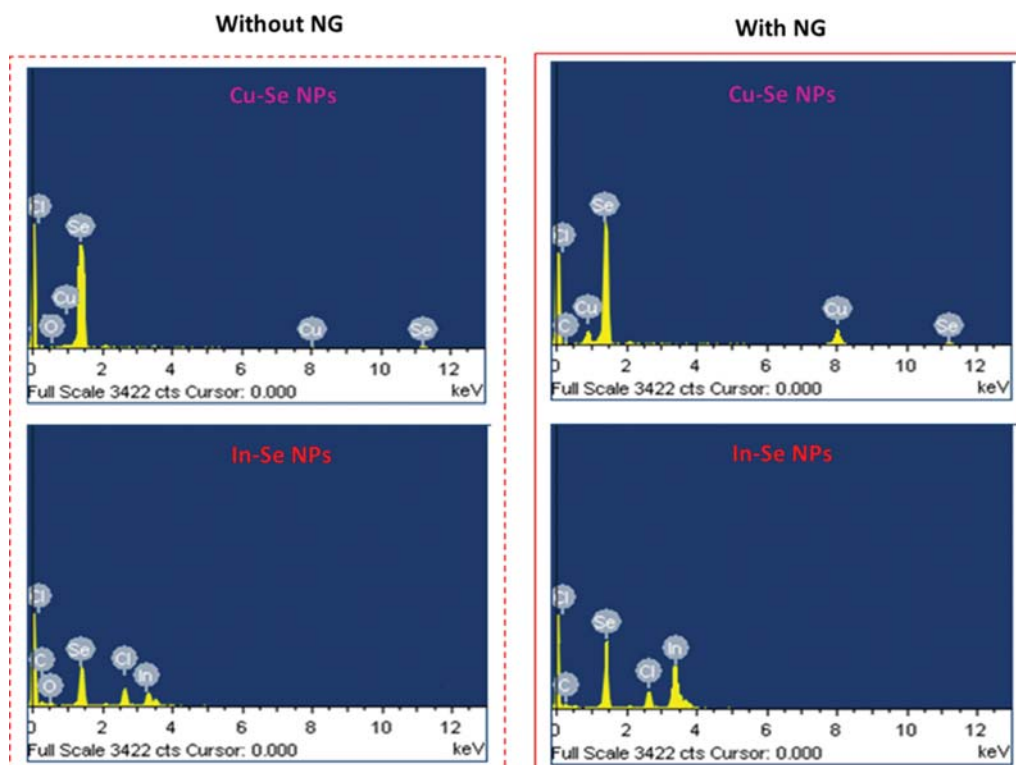 Without NG
With NG
Cu-Se NPs
Cl
Se
Cu
O
Cu
Se
0 2 4 6 8 10 12
Full Scale 3422 cts Cursor: 0.000 keV
Cu-Se NPs
Se
Cl
Cu
C
Cu
Se
0 2 4 6 8 10 12
Full Scale 3422 cts Cursor: 0.000 keV
In-Se NPs
Cl
C
Se
Cl
O
In
0 2 4 6 8 10 12
Full Scale 3422 cts Cursor: 0.000 keV
In-Se NPs
Cl
Se
In
Cl
C
0 2 4 6 8 10 12
Full Scale 3422 cts Cursor: 0.000 keV